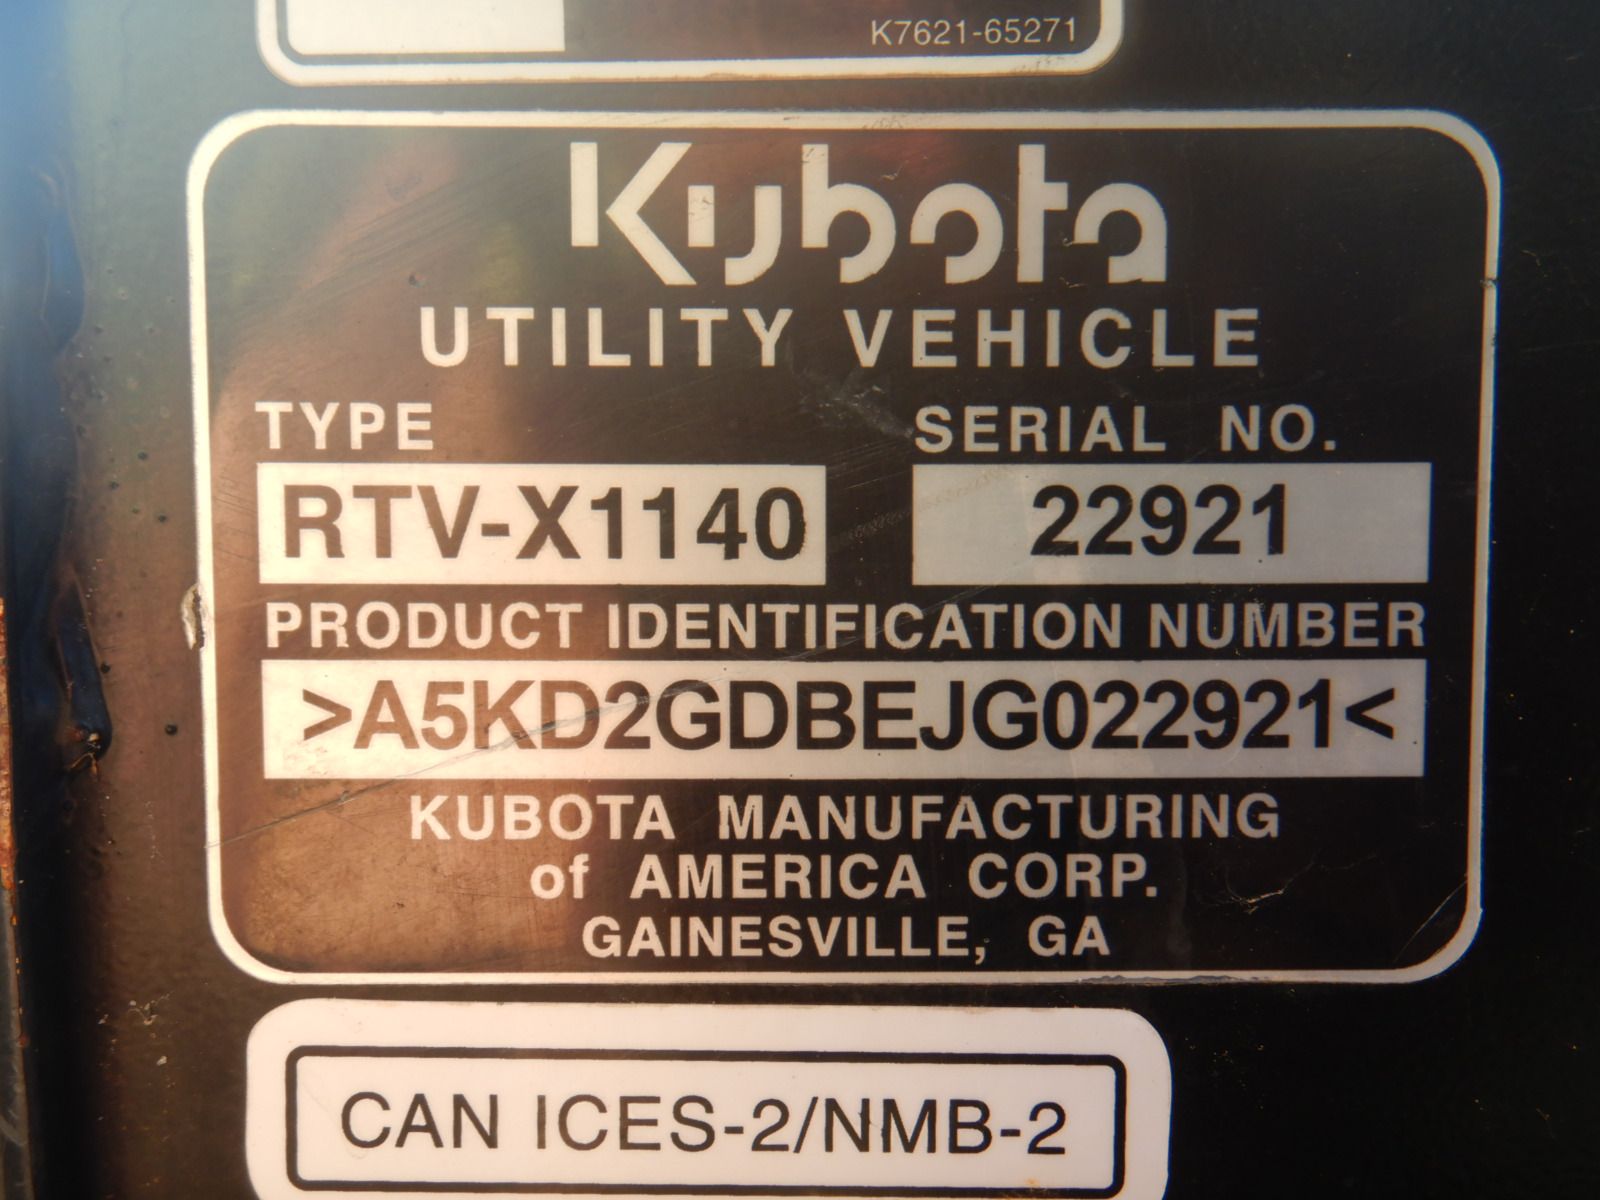 K7621-65271
Kubota
UTILITY VEHICLE
TYPE SERIAL NO.
RTV-X1140 22921
PRODUCT IDENTIFICATION NUMBER
>A5KD2GDBEJG022921<
KUBOTA MANUFACTURING
of AMERICA CORP.
GAINESVILLE, GA
CAN ICES-2/NMB-2